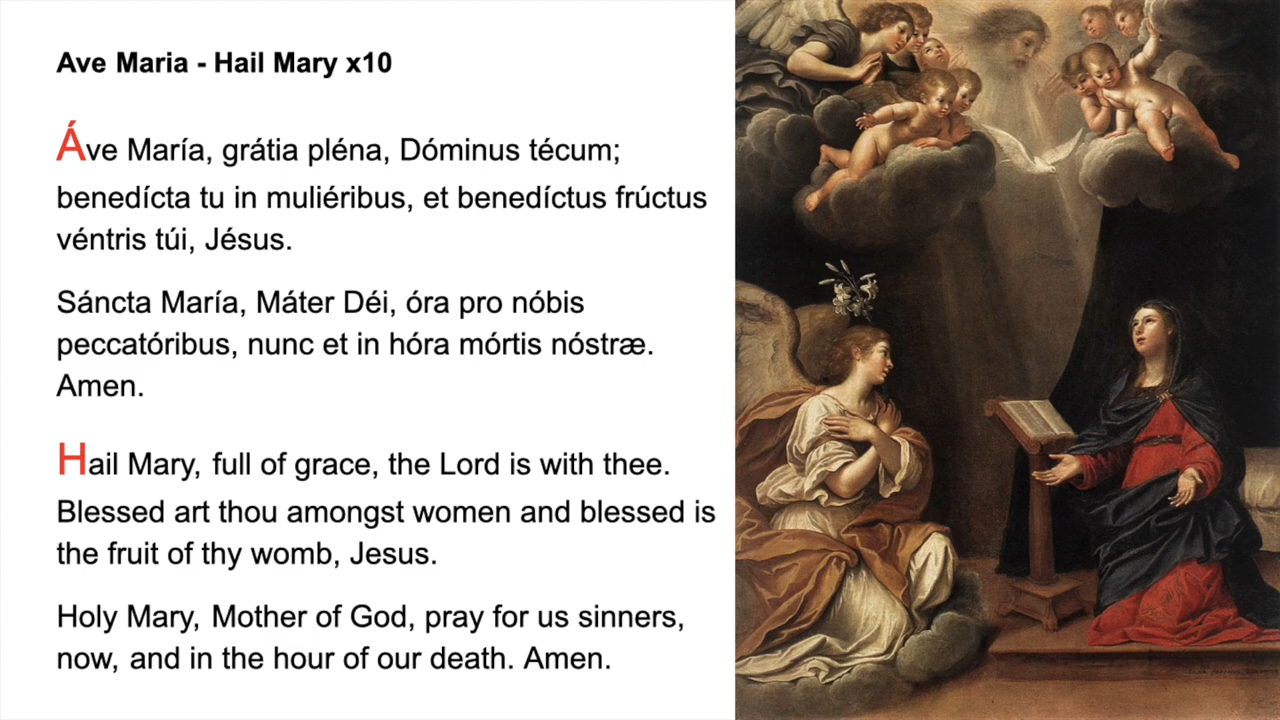 Ave Maria - Hail Mary x10
Áve María, grátia pléna, Dóminus técum;
benedícta tu in muliéribus, et benedíctus frúctus
véntris túi, Jésus.
Sáncta María, Máter Déi, óra pro nóbis
peccatóribus, nunc et in hóra mórtis nóstræ.
Amen.
Hail Mary, full of grace, the Lord is with thee.
Blessed art thou amongst women and blessed is
the fruit of thy womb, Jesus.
Holy Mary, Mother of God, pray for us sinners,
now, and in the hour of our death. Amen.